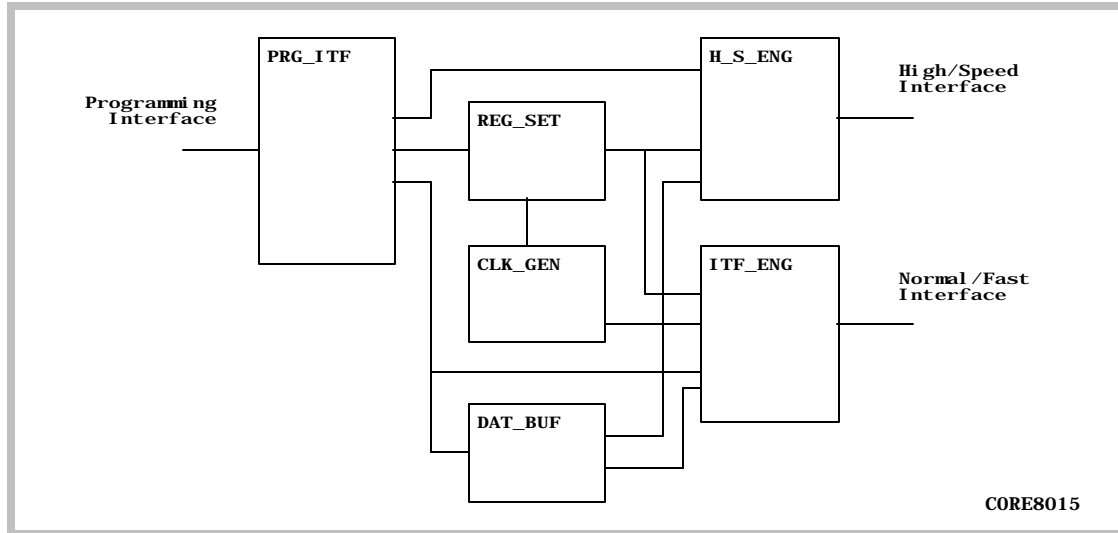 PRG_ITF
H_S_ENG
High/Speed
Interface
Programming
Interface
REG_SET
CLK_GEN
ITF_ENG
Normal/Fast
Interface
DAT_BUF
CORE8015